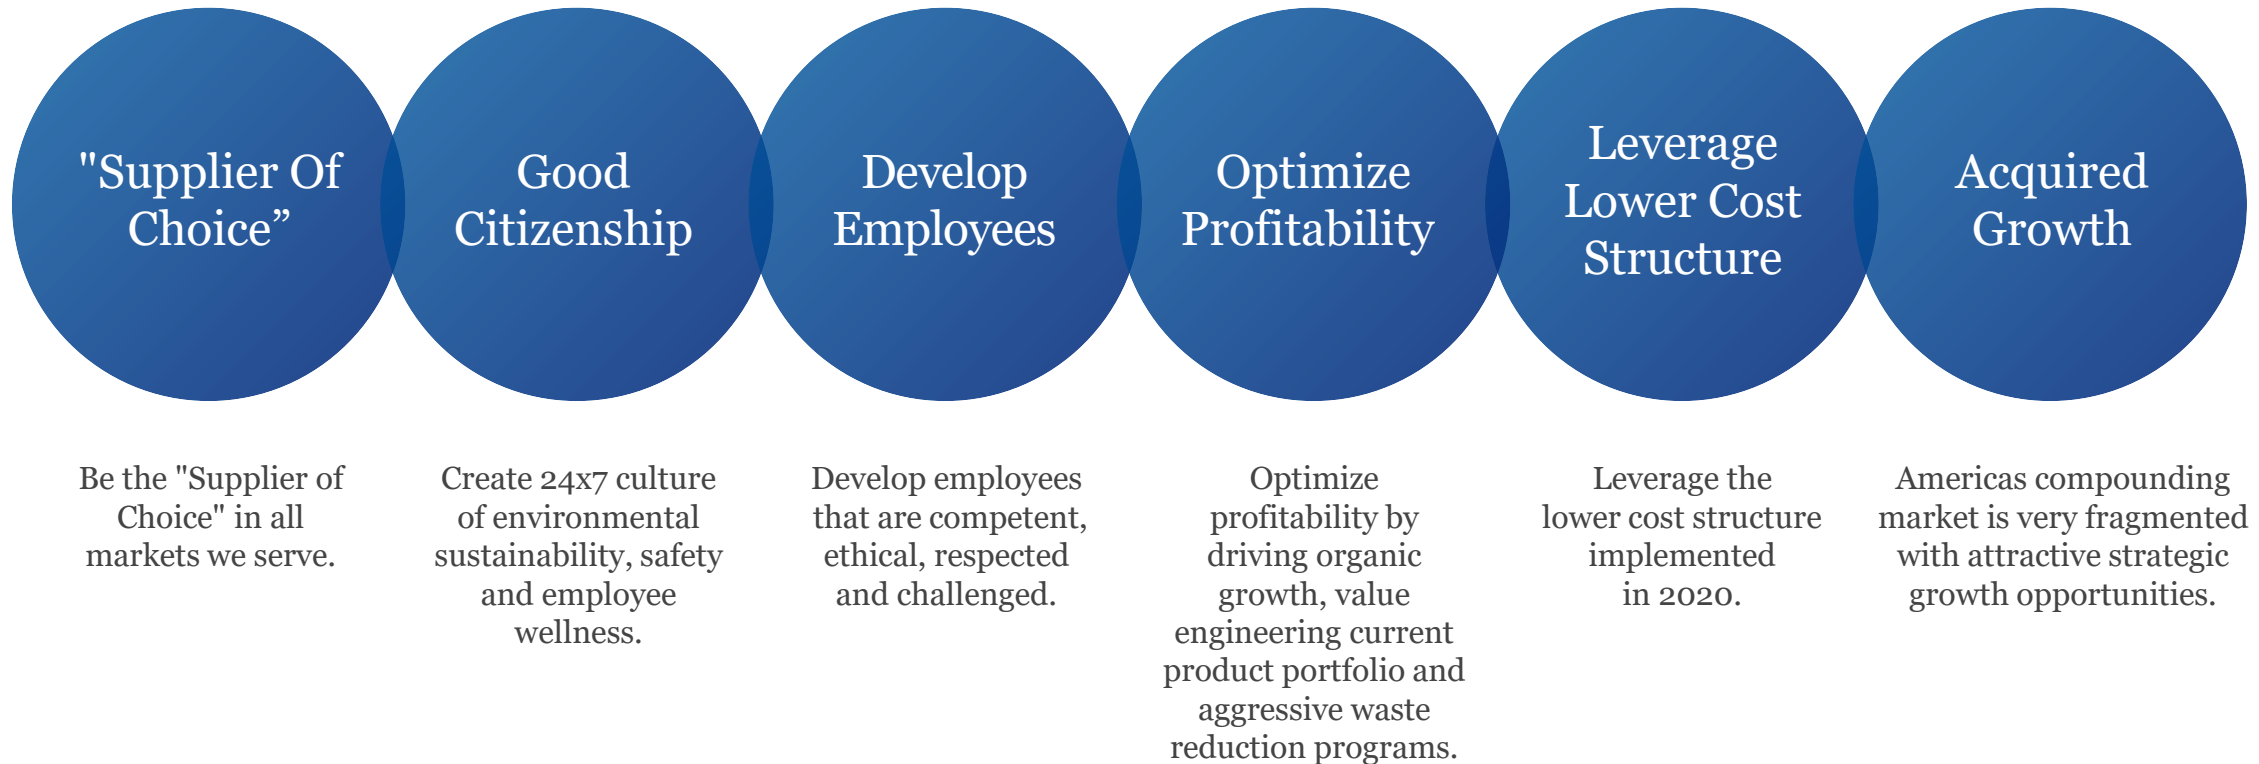 "Supplier Of
Choice”
Good
Citizenship
Develop
Employees
Optimize
Profitability
Leverage
Lower Cost
Structure
Acquired
Growth
Be the "Supplier of
Choice" in all
markets we serve.
Create 24x7 culture
of environmental
sustainability, safety
and employee
wellness.
Develop employees
that are competent,
ethical, respected
and challenged.
Optimize
profitability by
driving organic
growth, value
engineering current
product portfolio and
aggressive waste
reduction programs.
Leverage the
lower cost structure
implemented
in 2020.
Americas compounding
market is very fragmented
with attractive strategic
growth opportunities.